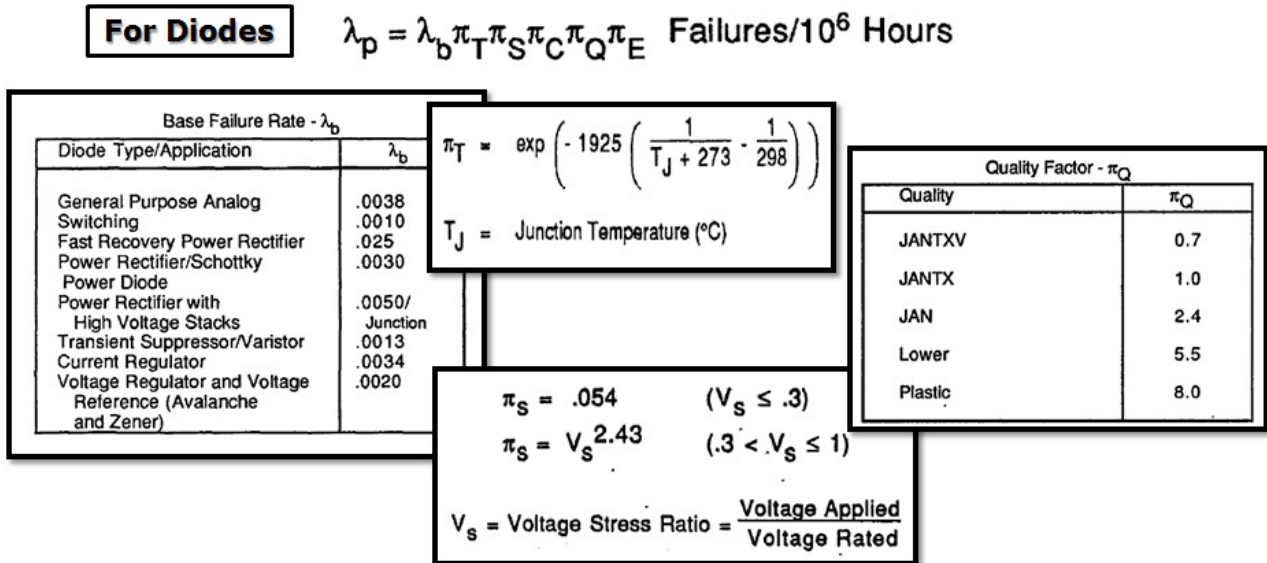 For Diodes
λp = λbπTπSπCπQπE Failures/10⁶ Hours
Base Failure Rate - λb
Diode Type/Application λb
General Purpose Analog .0038
Switching .0010
Fast Recovery Power Rectifier .025
Power Rectifier/Schottky .0030
Power Diode
Power Rectifier with .0050/
High Voltage Stacks Junction
Transient Suppressor/Varistor .0013
Current Regulator .0034
Voltage Regulator and Voltage .0020
Reference (Avalanche
and Zener)
πT = exp(-1925(1/(TJ + 273) - 1/298))
TJ = Junction Temperature (°C)
Quality Factor - πQ
Quality πQ
JANTXV 0.7
JANTX 1.0
JAN 2.4
Lower 5.5
Plastic 8.0
πS = .054 (VS ≤ .3)
πS = VS^2.43 (.3 < VS ≤ 1)
VS = Voltage Stress Ratio = Voltage Applied / Voltage Rated